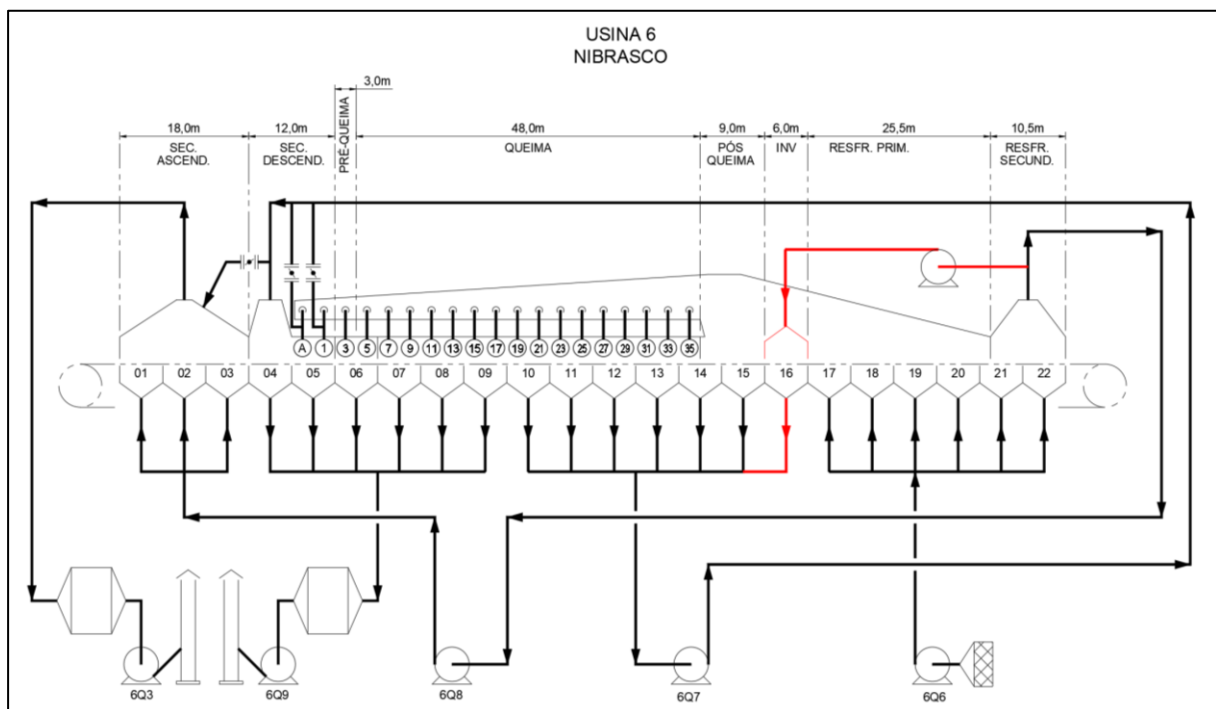 USINA 6
NIBRASCO
3,0m
18,0m
12,0m
48,0m
9,0m
6,0m
25,5m
10,5m
SEC.
ASCEND.
SEC.
DESCEND.
PRÉ-QUEIMA
QUEIMA
PÓS
QUEIMA
INV
RESFR. PRIM.
RESFR.
SECUND.
A 1 3 5 7 9 11 13 15 17 19 21 23 25 27 29 31 33 35
01 02 03 04 05 06 07 08 09 10 11 12 13 14 15 16 17 18 19 20 21 22
6Q3
6Q9
6Q8
6Q7
6Q6